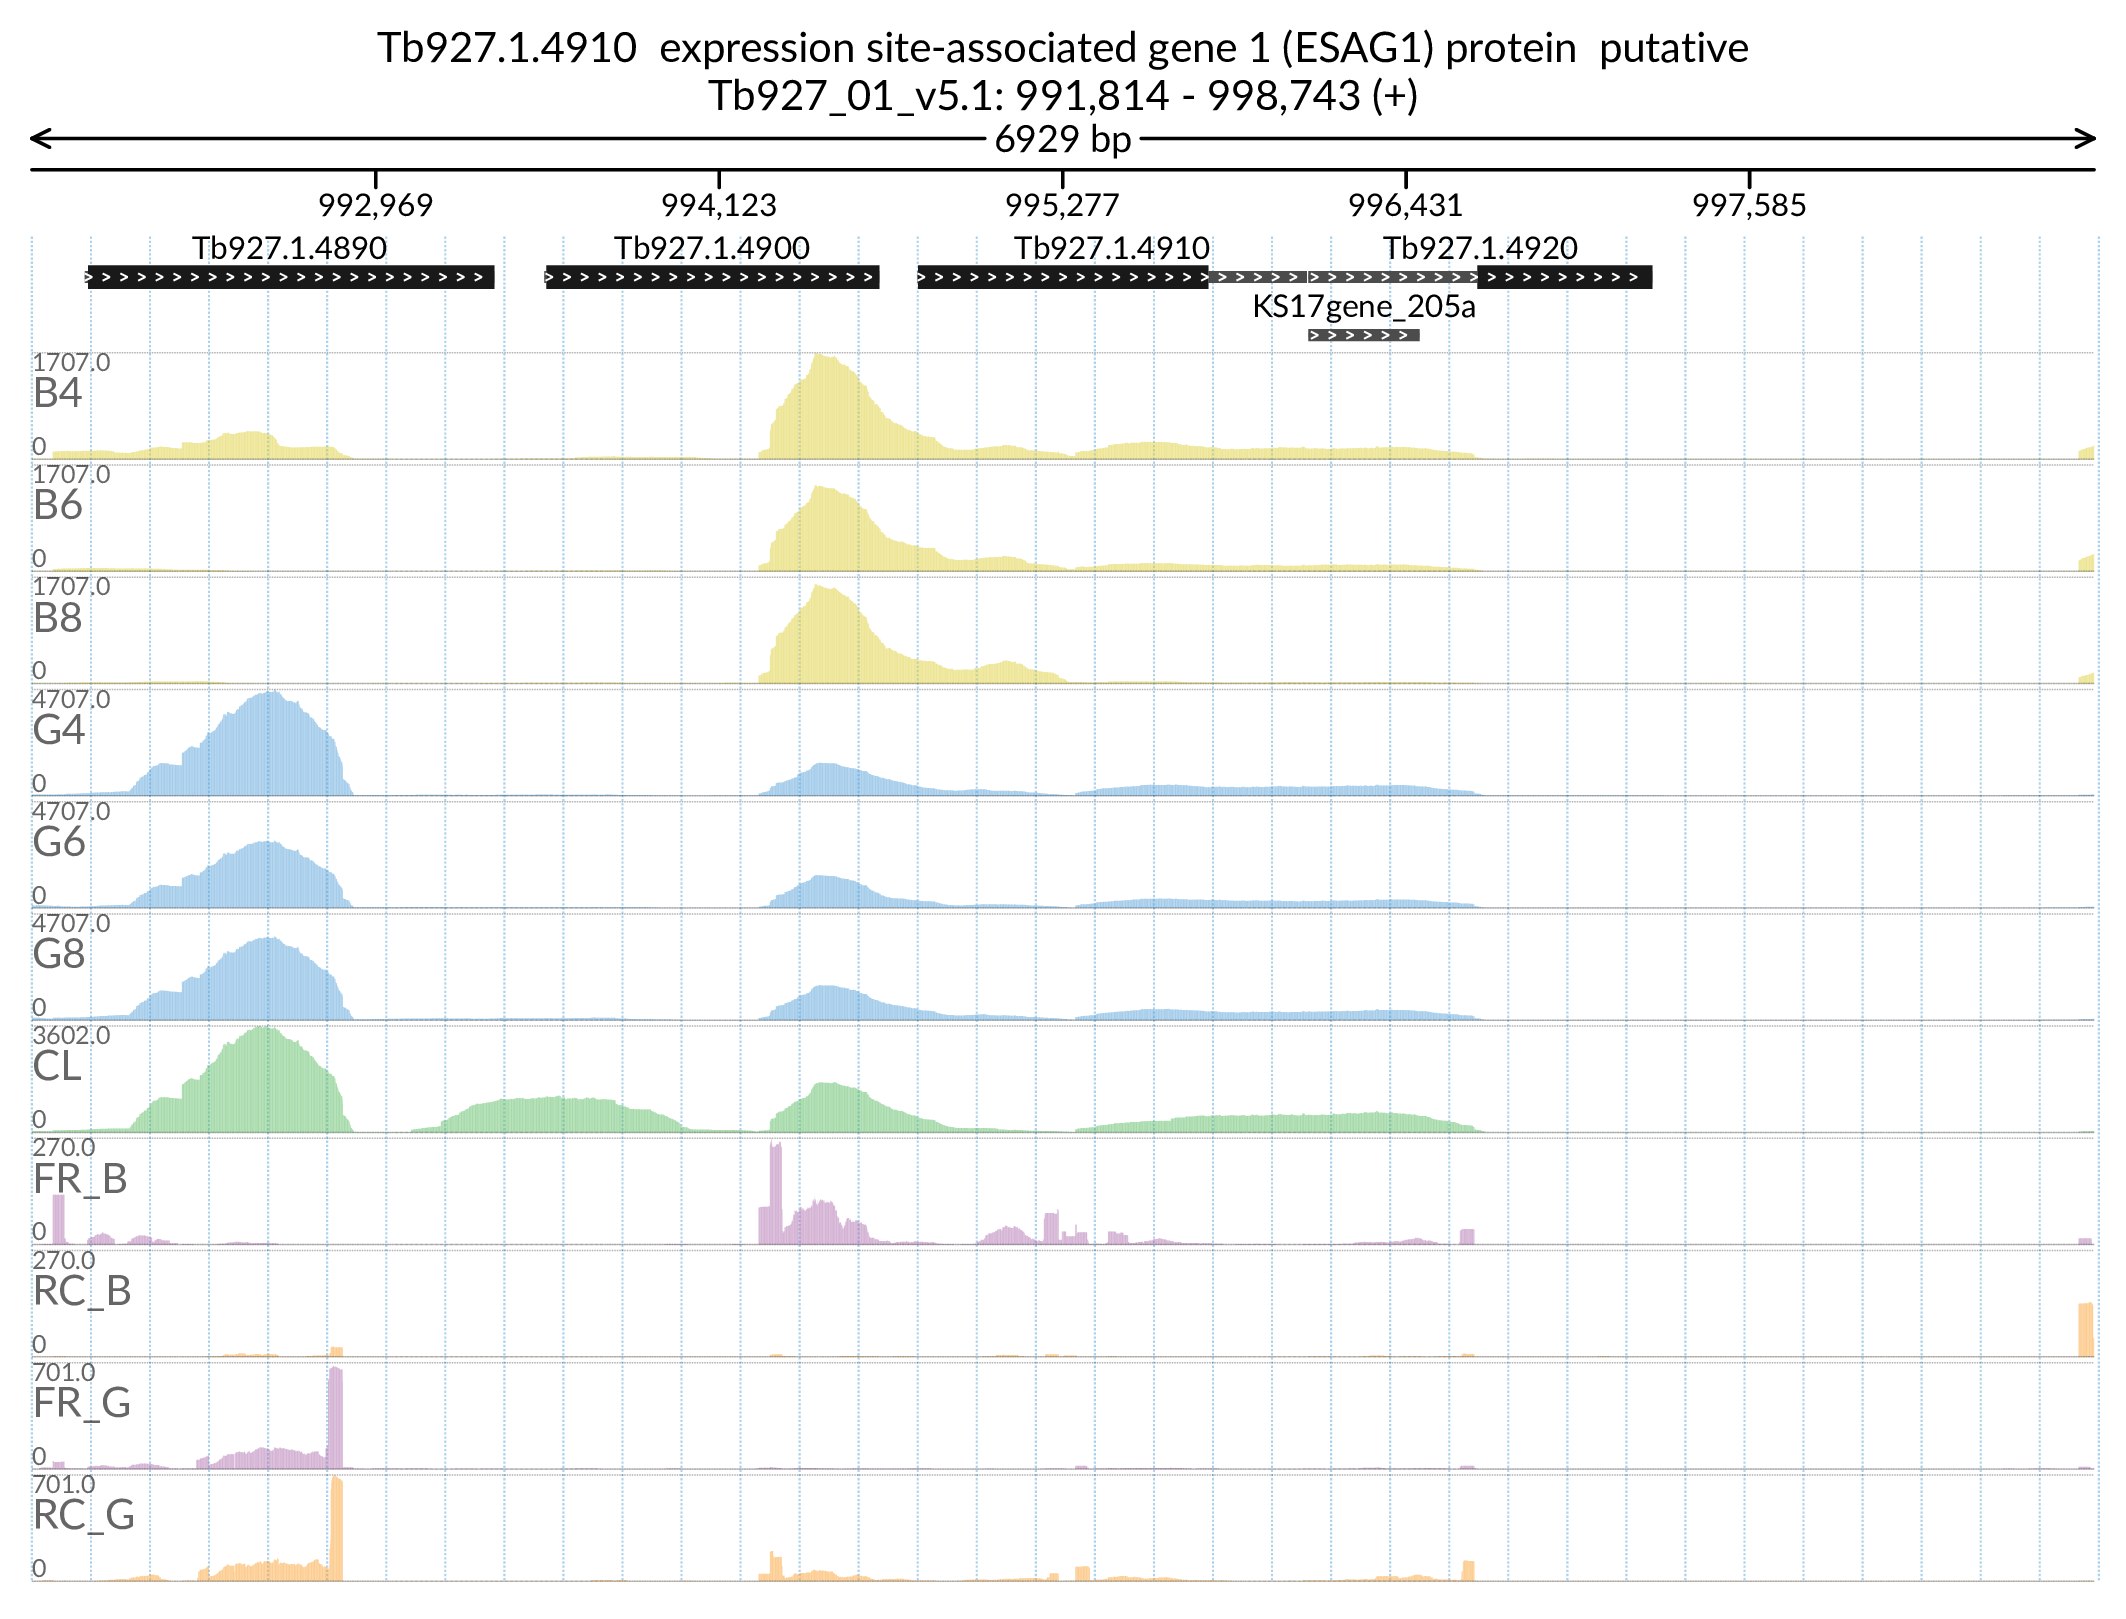 Tb927.1.4910  expression site-associated gene 1 (ESAG1) protein  putative
Tb927_01_v5.1: 991,814 - 998,743 (+)
6929 bp
992,969 994,123 995,277 996,431 997,585
Tb927.1.4890 Tb927.1.4900 Tb927.1.4910 Tb927.1.4920
KS17gene_205a
1707.0
B4
0
1707.0
B6
0
1707.0
B8
0
4707.0
G4
0
4707.0
G6
0
4707.0
G8
0
3602.0
CL
0
270.0
FR_B
0
270.0
RC_B
0
701.0
FR_G
0
701.0
RC_G
0